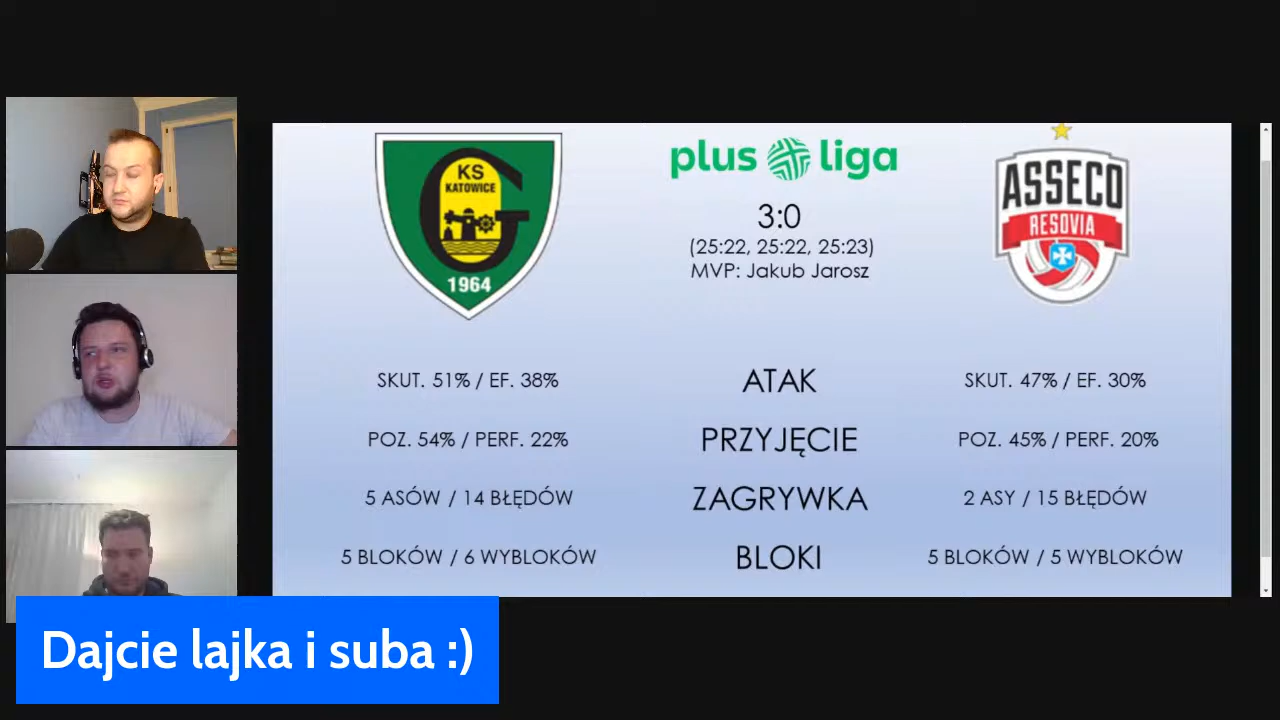 KS
KATOWICE
G
1964
plus liga
3:0
(25:22, 25:22, 25:23)
MVP: Jakub Jarosz
ASSECO
RESOVIA
SKUT. 51% / EF. 38%
ATAK
SKUT. 47% / EF. 30%
POZ. 54% / PERF. 22%
PRZYJĘCIE
POZ. 45% / PERF. 20%
5 ASÓW / 14 BŁĘDÓW
ZAGRYWKA
2 ASY / 15 BŁĘDÓW
5 BLOKÓW / 6 WYBLOKÓW
BLOKI
5 BLOKÓW / 5 WYBLOKÓW
Dajcie lajka i suba :)